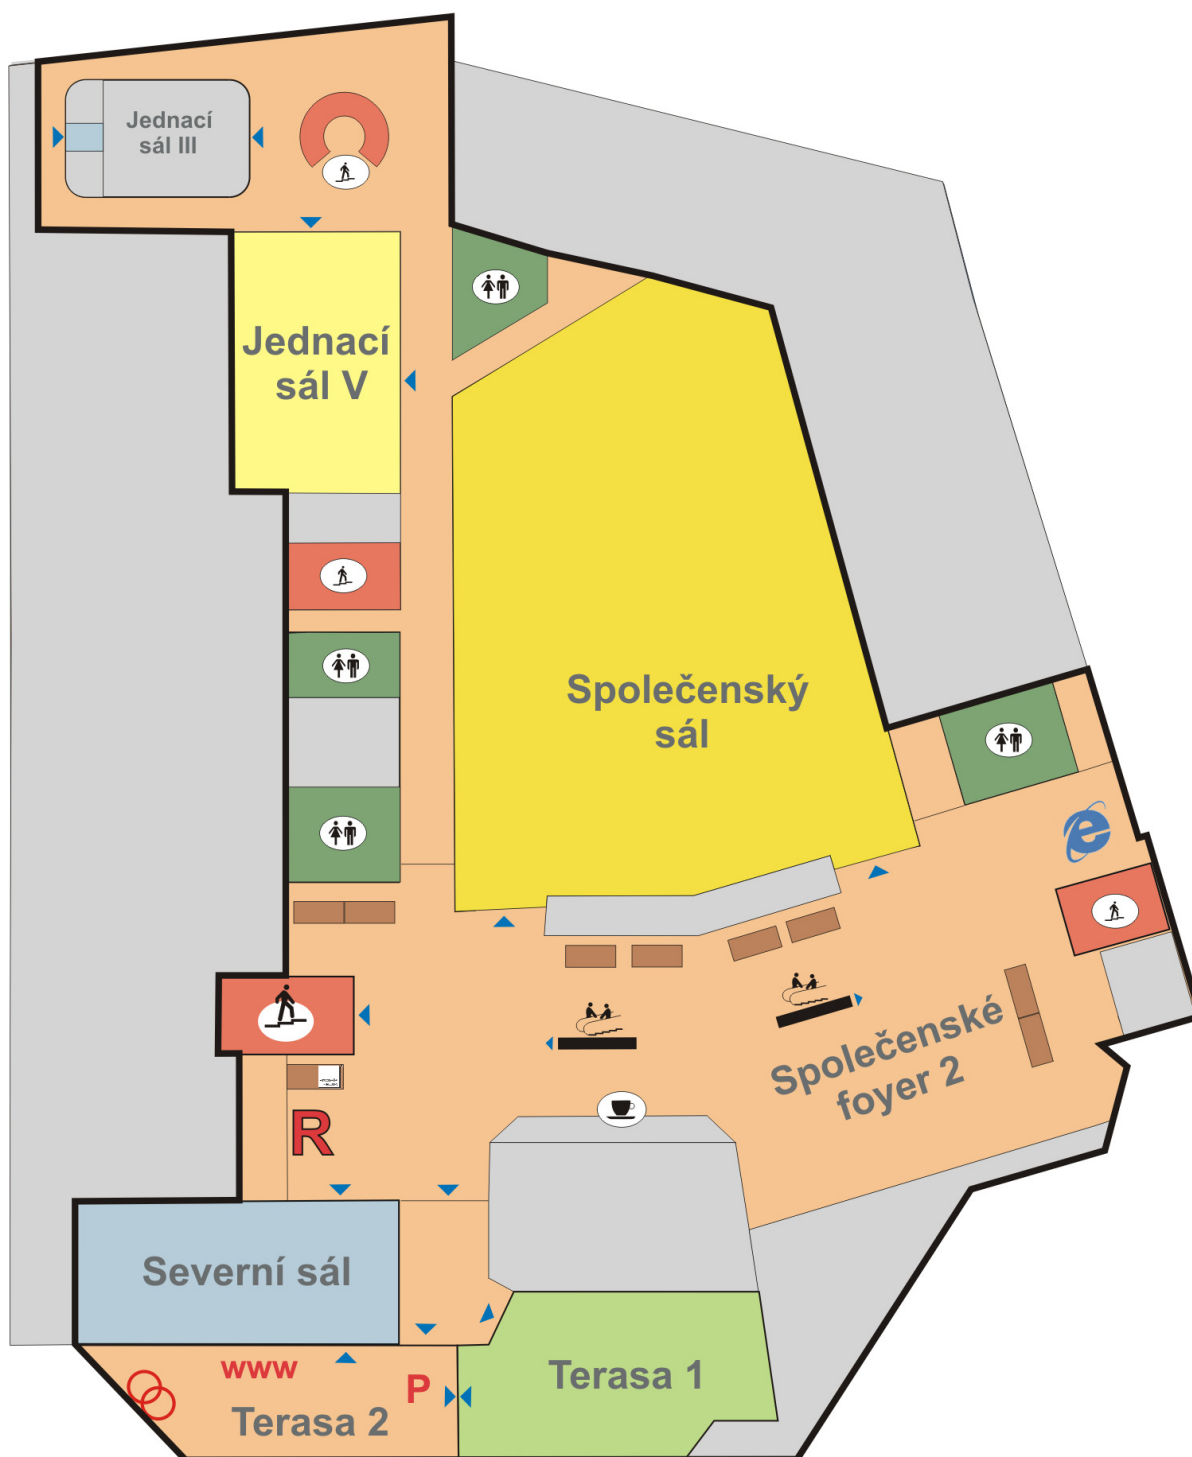 Jednací
sál III
Jednací
sál V
Společenský
sál
Společenské
foyer 2
R
Severní sál
www
P
Terasa 1
Terasa 2